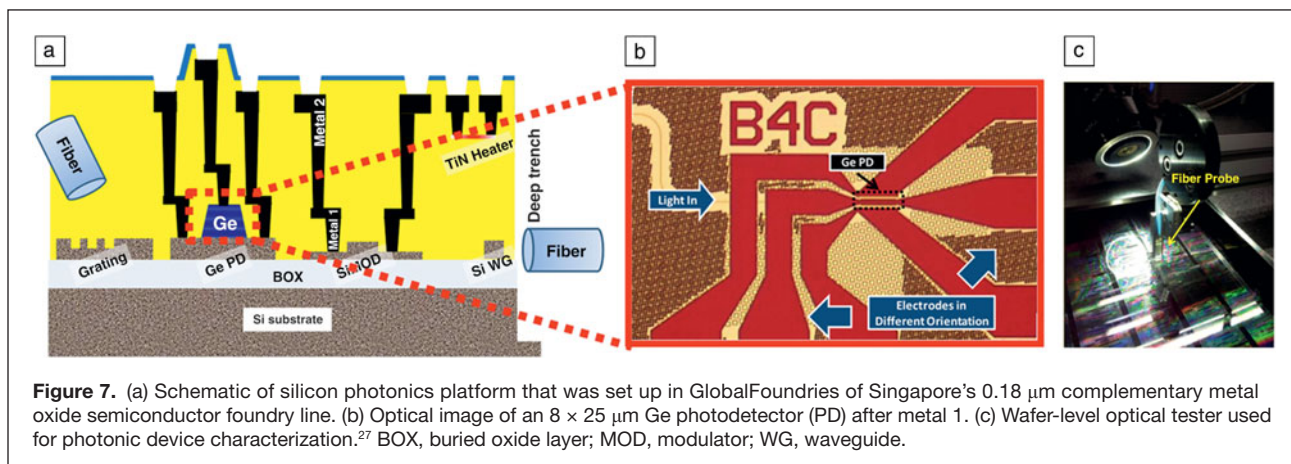 a
b
c
Fiber
Metal 2
Metal 1
TiN Heater
Deep trench
Ge
Grating
Ge PD
Si WG
Fiber
BOX
Si substrate
B4C
Ge PD
Light In
Electrodes in
Different Orientation
Fiber Probe
Figure 7. (a) Schematic of silicon photonics platform that was set up in GlobalFoundries of Singapore's 0.18 μm complementary metal
oxide semiconductor foundry line. (b) Optical image of an 8 × 25 μm Ge photodetector (PD) after metal 1. (c) Wafer-level optical tester used
for photonic device characterization.27 BOX, buried oxide layer; MOD, modulator; WG, waveguide.